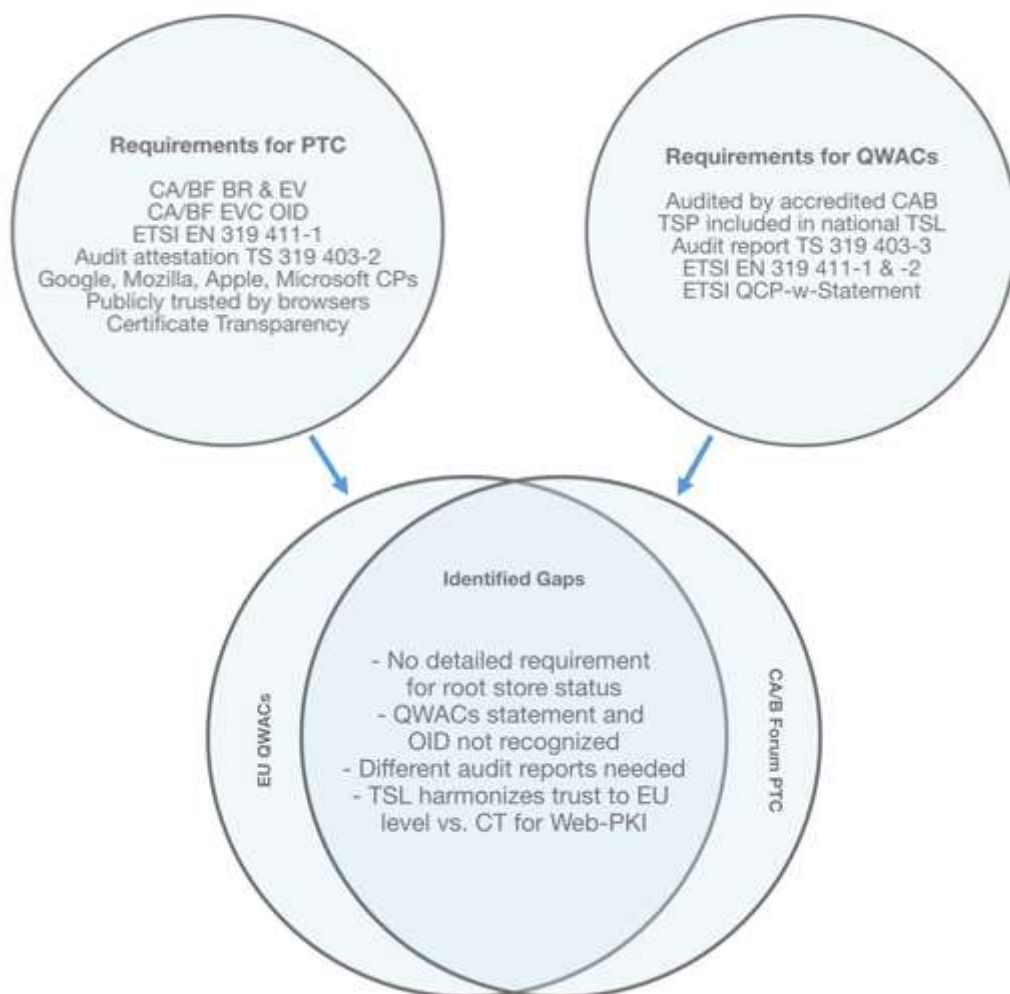 Requirements for PTC
CA/BF BR & EV
CA/BF EVC OID
ETSI EN 319 411-1
Audit attestation TS 319 403-2
Google, Mozilla, Apple, Microsoft CPs
Publicly trusted by browsers
Certificate Transparency
Requirements for QWACs
Audited by accredited CAB
TSP included in national TSL
Audit report TS 319 403-3
ETSI EN 319 411-1 & -2
ETSI QCP-w-Statement
Identified Gaps
- No detailed requirement
for root store status
- QWACs statement and
OID not recognized
- Different audit reports needed
- TSL harmonizes trust to EU
level vs. CT for Web-PKI
EU QWACs
CA/B Forum PTC